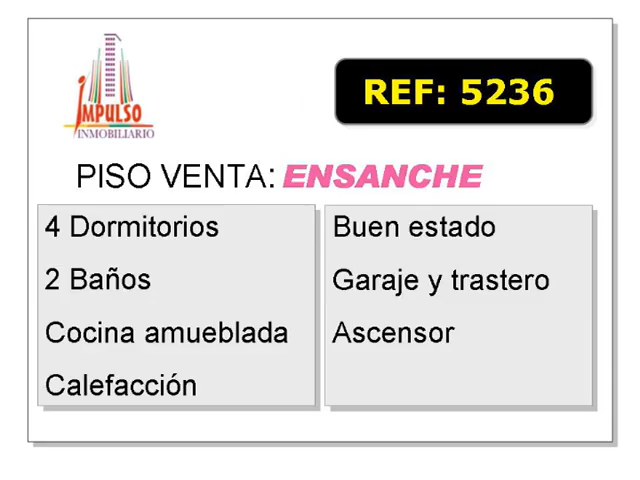 IMPULSO
INMOBILIARIO
REF: 5236
PISO VENTA: ENSANCHE
4 Dormitorios
2 Baños
Cocina amueblada
Calefacción
Buen estado
Garaje y trastero
Ascensor